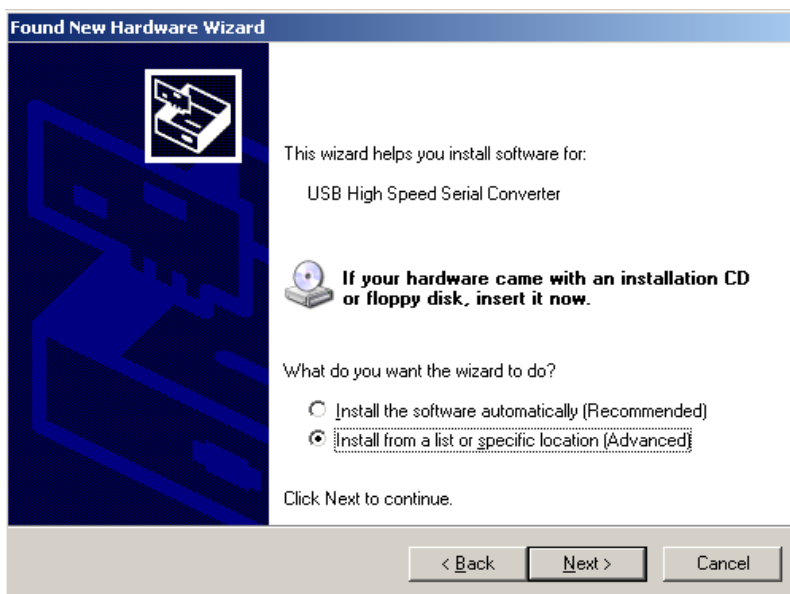 Found New Hardware Wizard
This wizard helps you install software for:
USB High Speed Serial Converter
If your hardware came with an installation CD
or floppy disk, insert it now.
What do you want the wizard to do?
Install the software automatically (Recommended)
Install from a list or specific location (Advanced)
Click Next to continue.
< Back Next > Cancel